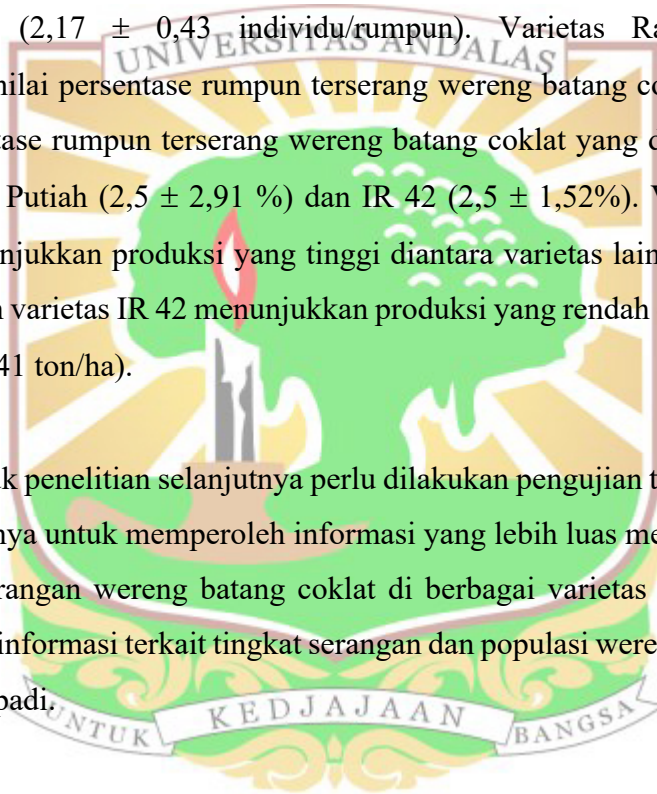 (2,17 ± 0,43 individu/rumpun). Varietas Ra
UNIVERSITAS ANDALAS
nilai persentase rumpun terserang wereng batang co
tase rumpun terserang wereng batang coklat yang d
Putiah (2,5 ± 2,91 %) dan IR 42 (2,5 ± 1,52%). V
njukkan produksi yang tinggi diantara varietas lain
n varietas IR 42 menunjukkan produksi yang rendah
41 ton/ha).
uk penelitian selanjutnya perlu dilakukan pengujian t
nya untuk memperoleh informasi yang lebih luas me
rangan wereng batang coklat di berbagai varietas
informasi terkait tingkat serangan dan populasi were
padi.
UNTUK KEDJAJAAN BANGSA